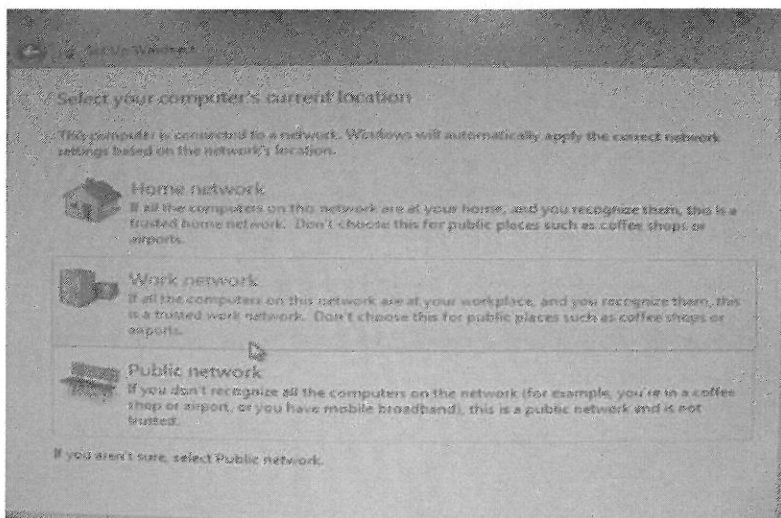 Set Up Windows
Select your computer's current location
This computer is connected to a network. Windows will automatically apply the correct network
settings based on the network's location.
Home network
If all the computers on this network are at your home, and you recognize them, this is a
trusted home network. Don't choose this for public places such as coffee shops or
airports.
Work network
If all the computers on this network are at your workplace, and you recognize them, this
is a trusted work network. Don't choose this for public places such as coffee shops or
airports.
Public network
If you don't recognize all the computers on the network (for example, you're in a coffee
shop or airport, or you have mobile broadband), this is a public network and is not
trusted.
If you aren't sure, select Public network.